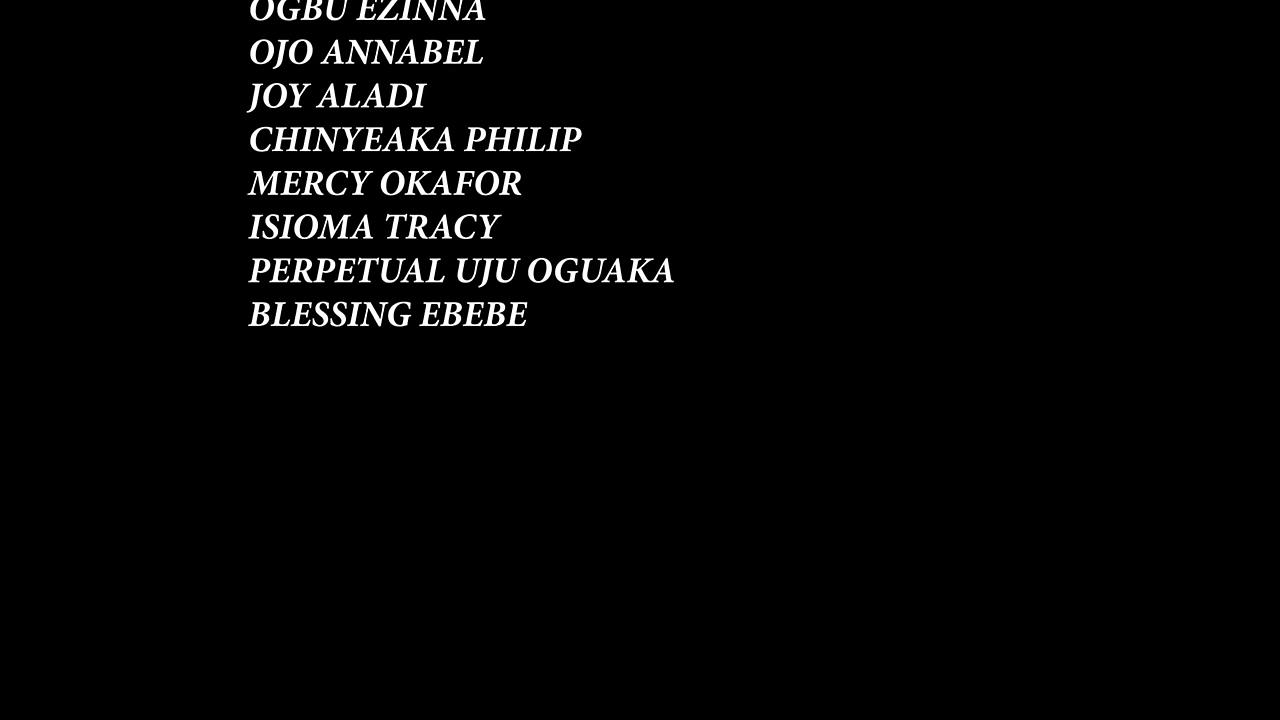 OGBU EZINNA
OJO ANNABEL
JOY ALADI
CHINYEAKA PHILIP
MERCY OKAFOR
ISIOMA TRACY
PERPETUAL UJU OGUAKA
BLESSING EBEBE